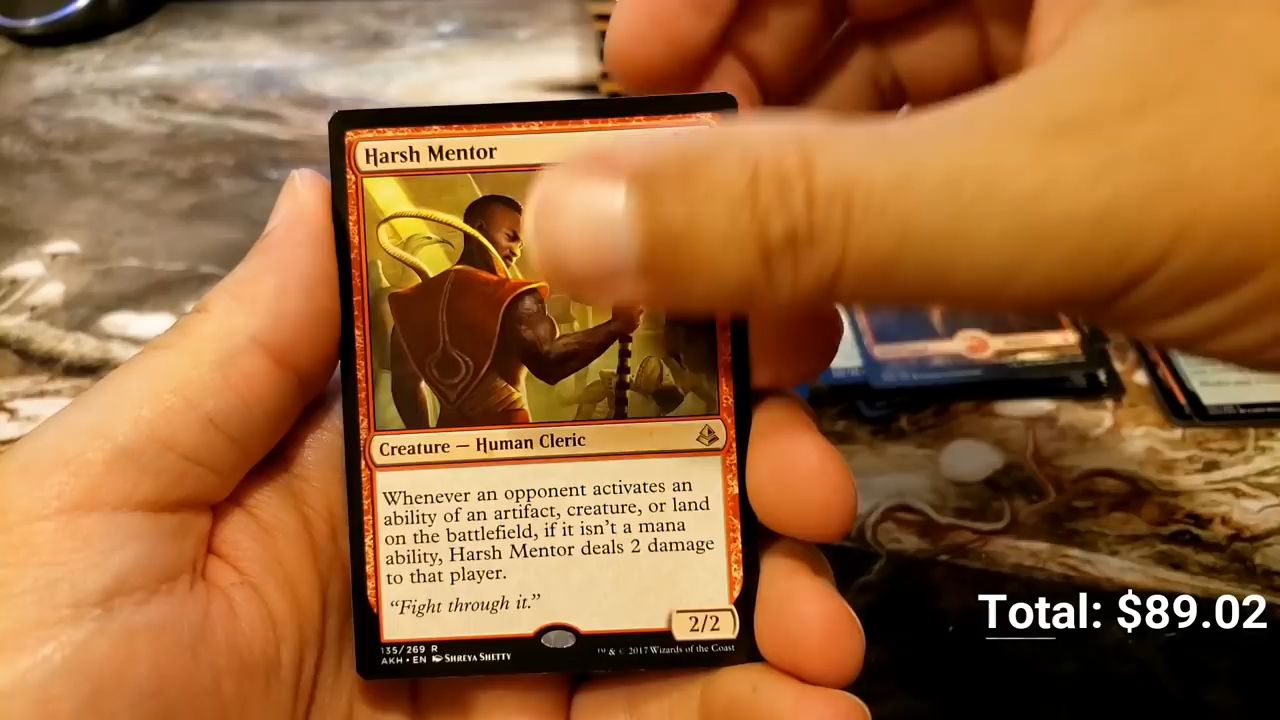 Harsh Mentor
Creature — Human Cleric
Whenever an opponent activates an
ability of an artifact, creature, or land
on the battlefield, if it isn't a mana
ability, Harsh Mentor deals 2 damage
to that player.
"Fight through it."
2/2
135/269 R
AKH • EN Shreya Shetty
™ & © 2017 Wizards of the Coast
Total: $89.02